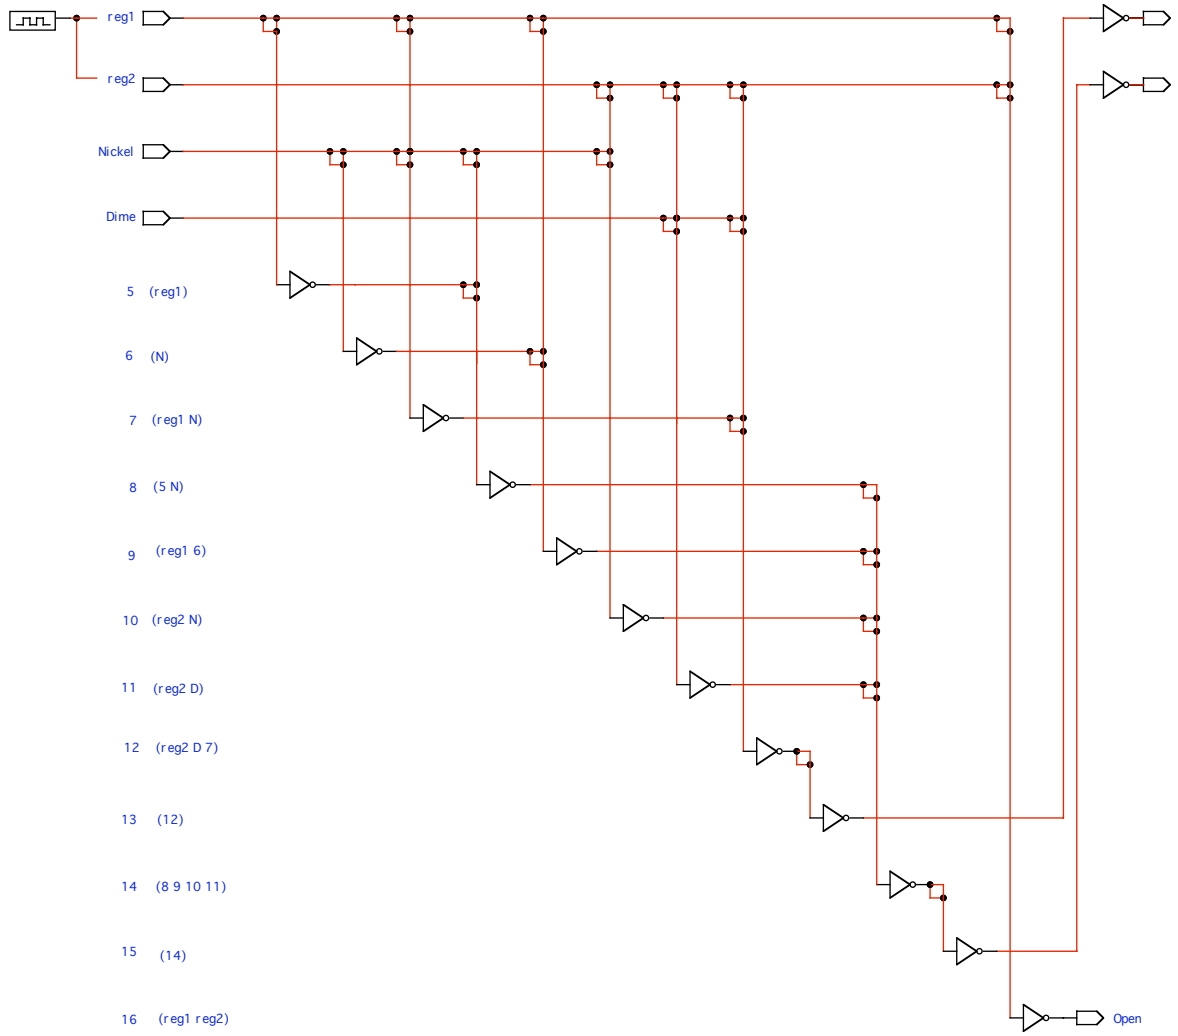 reg1
reg2
Nickel
Dime
5 (reg1)
6 (N)
7 (reg1 N)
8 (5 N)
9 (reg1 6)
10 (reg2 N)
11 (reg2 D)
12 (reg2 D 7)
13 (12)
14 (8 9 10 11)
15 (14)
16 (reg1 reg2)
Open